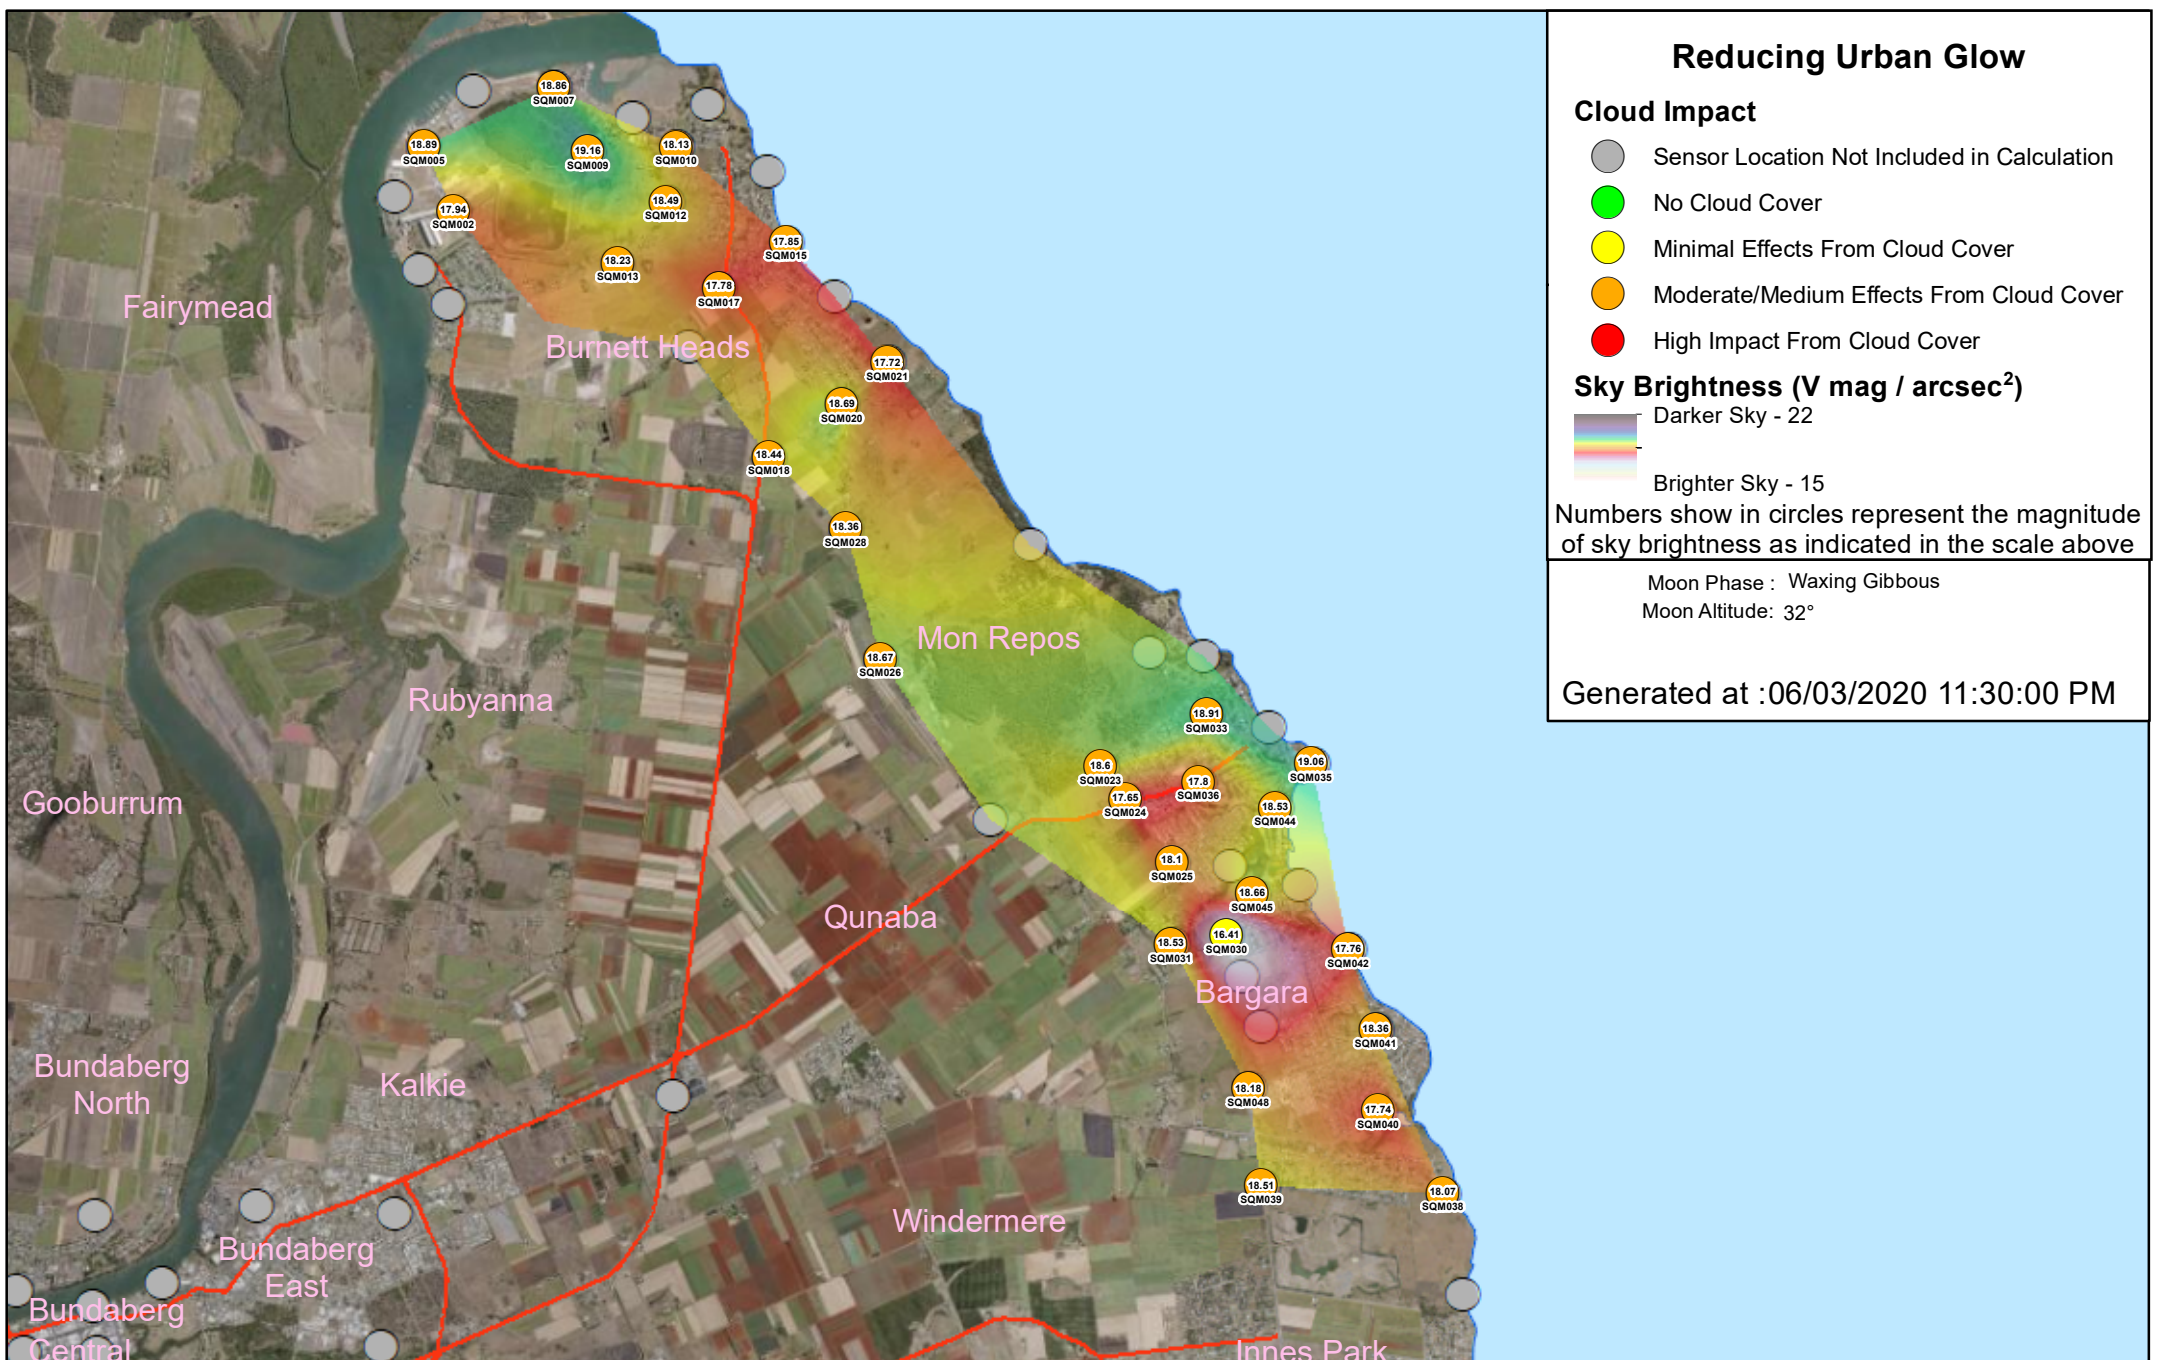 Reducing Urban Glow
Cloud Impact
Sensor Location Not Included in Calculation
No Cloud Cover
Minimal Effects From Cloud Cover
Moderate/Medium Effects From Cloud Cover
High Impact From Cloud Cover
Sky Brightness (V mag / arcsec²)
Darker Sky - 22
Brighter Sky - 15
Numbers show in circles represent the magnitude
of sky brightness as indicated in the scale above
Moon Phase : Waxing Gibbous
Moon Altitude: 32°
Generated at :06/03/2020 11:30:00 PM
18.86
SQM007
18.89
SQM005
19.16
SQM009
18.13
SQM010
17.94
SQM002
18.49
SQM012
18.23
SQM013
17.85
SQM015
17.78
SQM017
Fairymead
Burnett Heads
17.72
SQM021
18.69
SQM020
18.44
SQM018
18.36
SQM028
Mon Repos
18.67
SQM026
Rubyanna
18.91
SQM033
18.6
SQM023
19.06
SQM035
17.8
SQM036
17.65
SQM024
18.53
SQM044
Gooburrum
18.1
SQM025
18.66
SQM045
Qunaba
18.53
SQM031
16.41
SQM030
17.76
SQM042
Bargara
18.36
SQM041
Bundaberg
North
Kalkie
18.18
SQM048
17.74
SQM040
18.51
SQM039
18.07
SQM038
Windermere
Bundaberg
East
Bundaberg
Central
Innes Park